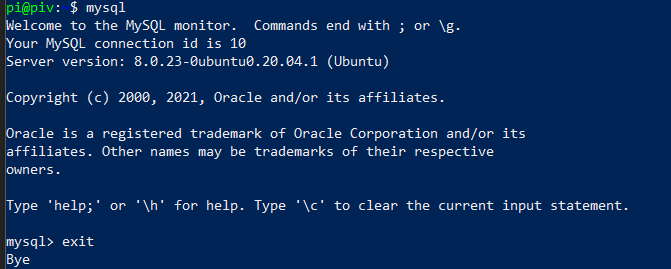 pi@piv:~$ mysql
Welcome to the MySQL monitor.  Commands end with ; or \g.
Your MySQL connection id is 10
Server version: 8.0.23-0ubuntu0.20.04.1 (Ubuntu)
Copyright (c) 2000, 2021, Oracle and/or its affiliates.
Oracle is a registered trademark of Oracle Corporation and/or its
affiliates. Other names may be trademarks of their respective
owners.
Type 'help;' or '\h' for help. Type '\c' to clear the current input statement.
mysql> exit
Bye